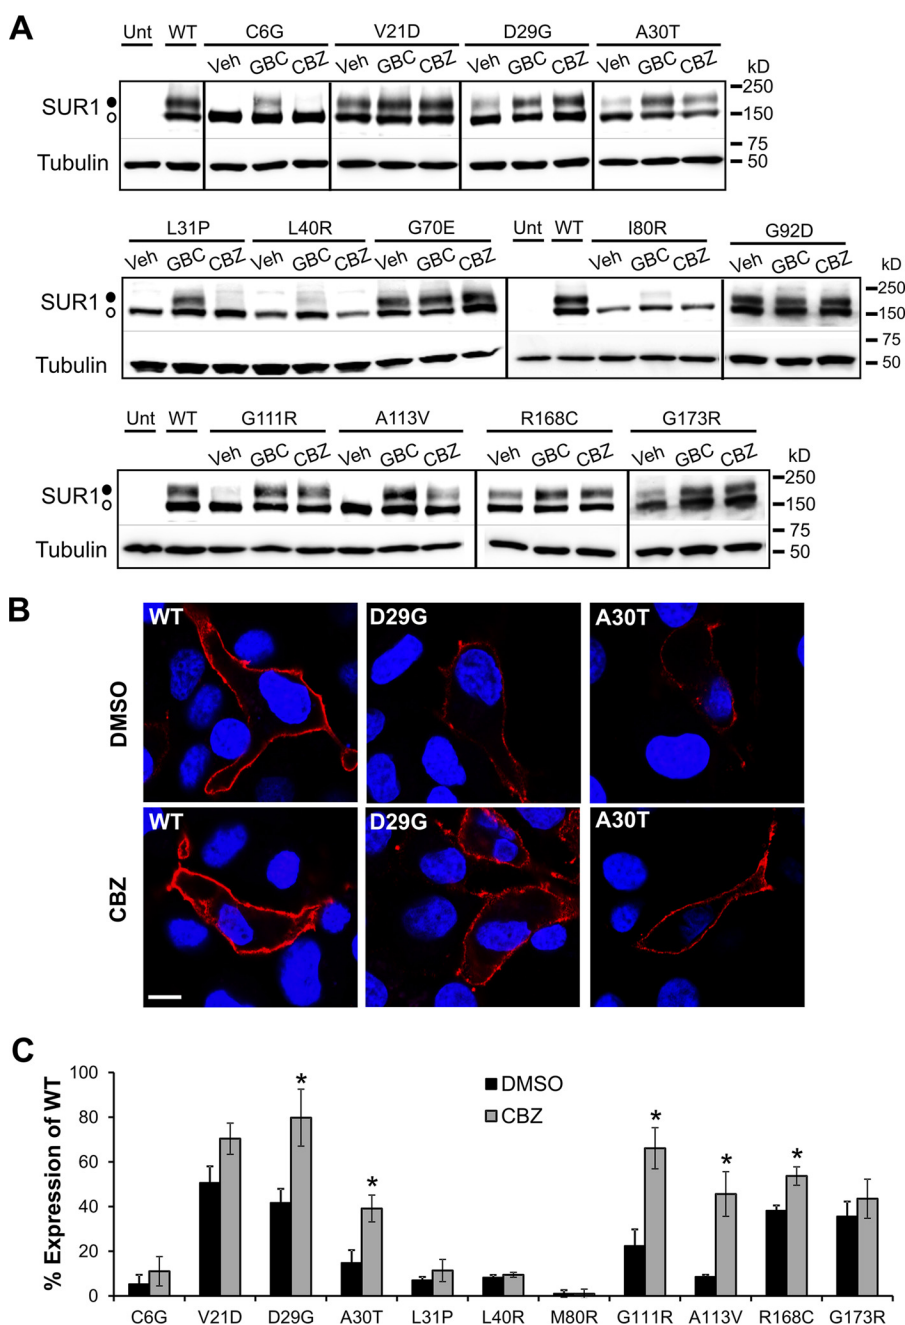 A
Unt WT C6G V21D D29G A30T
Veh GBC CBZ Veh GBC CBZ Veh GBC CBZ Veh GBC CBZ kD
SUR1 ● 250
○ 150
75
Tubulin 50
L31P L40R G70E Unt WT I80R G92D
Veh GBC CBZ Veh GBC CBZ Veh GBC CBZ Veh GBC CBZ Veh GBC CBZ kD
SUR1 ● 250
○ 150
75
Tubulin 50
Unt WT G111R A113V R168C G173R
Veh GBC CBZ Veh GBC CBZ Veh GBC CBZ Veh GBC CBZ kD
SUR1 ● 250
○ 150
75
Tubulin 50
B
DMSO WT D29G A30T
CBZ WT D29G A30T
C
% Expression of WT
100
80
60
40
20
0
DMSO
CBZ
* * * * *
C6G V21D D29G A30T L31P L40R M80R G111R A113V R168C G173R